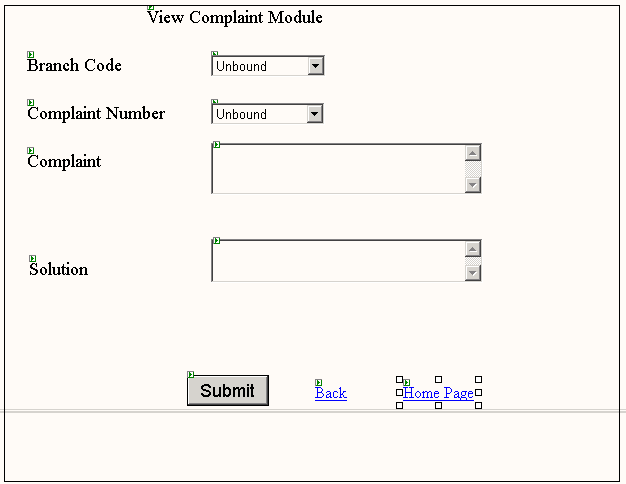 View Complaint Module
Branch Code Unbound
Complaint Number Unbound
Complaint
Solution
Submit Back Home Page